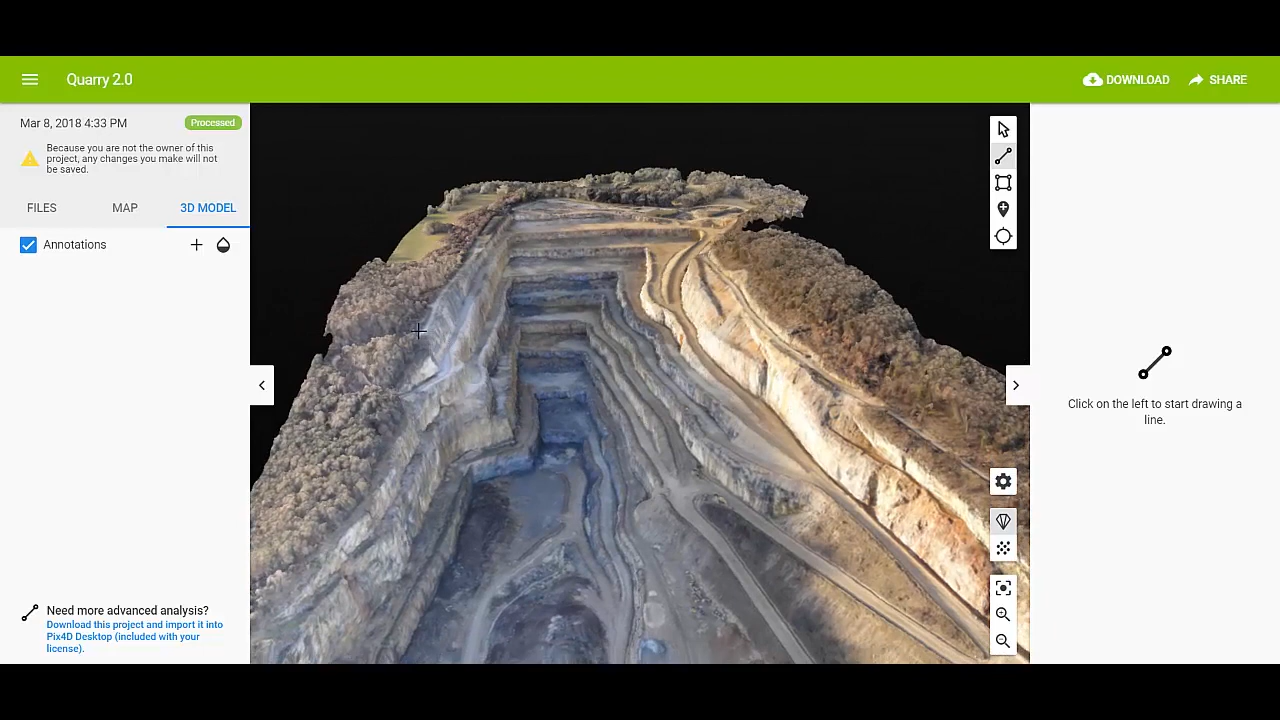 Quarry 2.0
DOWNLOAD
SHARE
Mar 8, 2018 4:33 PM
Processed
Because you are not the owner of this
project, any changes you make will not
be saved.
FILES
MAP
3D MODEL
Annotations
Click on the left to start drawing a
line.
Need more advanced analysis?
Download this project and import it into
Pix4D Desktop (included with your
license).